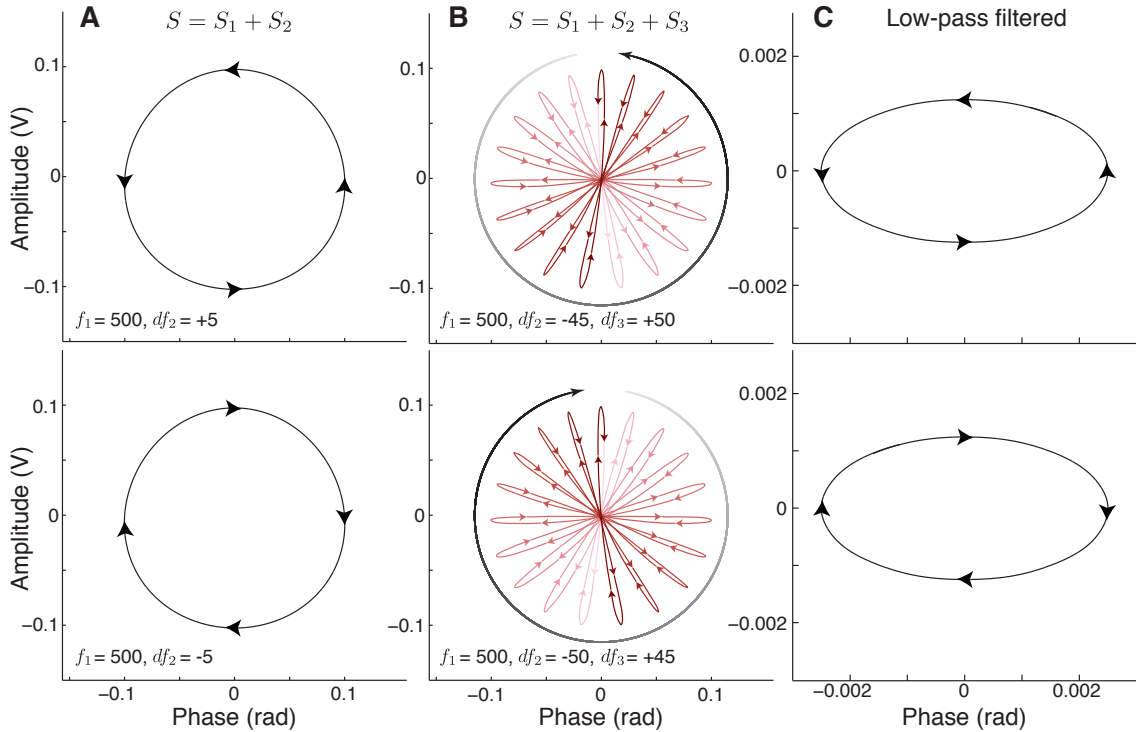 A S = S₁ + S₂
B S = S₁ + S₂ + S₃
C Low-pass filtered
Amplitude (V)
0.1
0
−0.1
f₁= 500, df₂= +5
0.1
0
−0.1
f₁= 500, df₂= -45, df₃= +50
0.002
0
−0.002
Amplitude (V)
0.1
0
−0.1
f₁= 500, df₂= -5
−0.1 0 0.1
Phase (rad)
0.1
0
−0.1
f₁= 500, df₂= -50, df₃= +45
−0.1 0 0.1
Phase (rad)
0.002
0
−0.002
−0.002 0 0.002
Phase (rad)